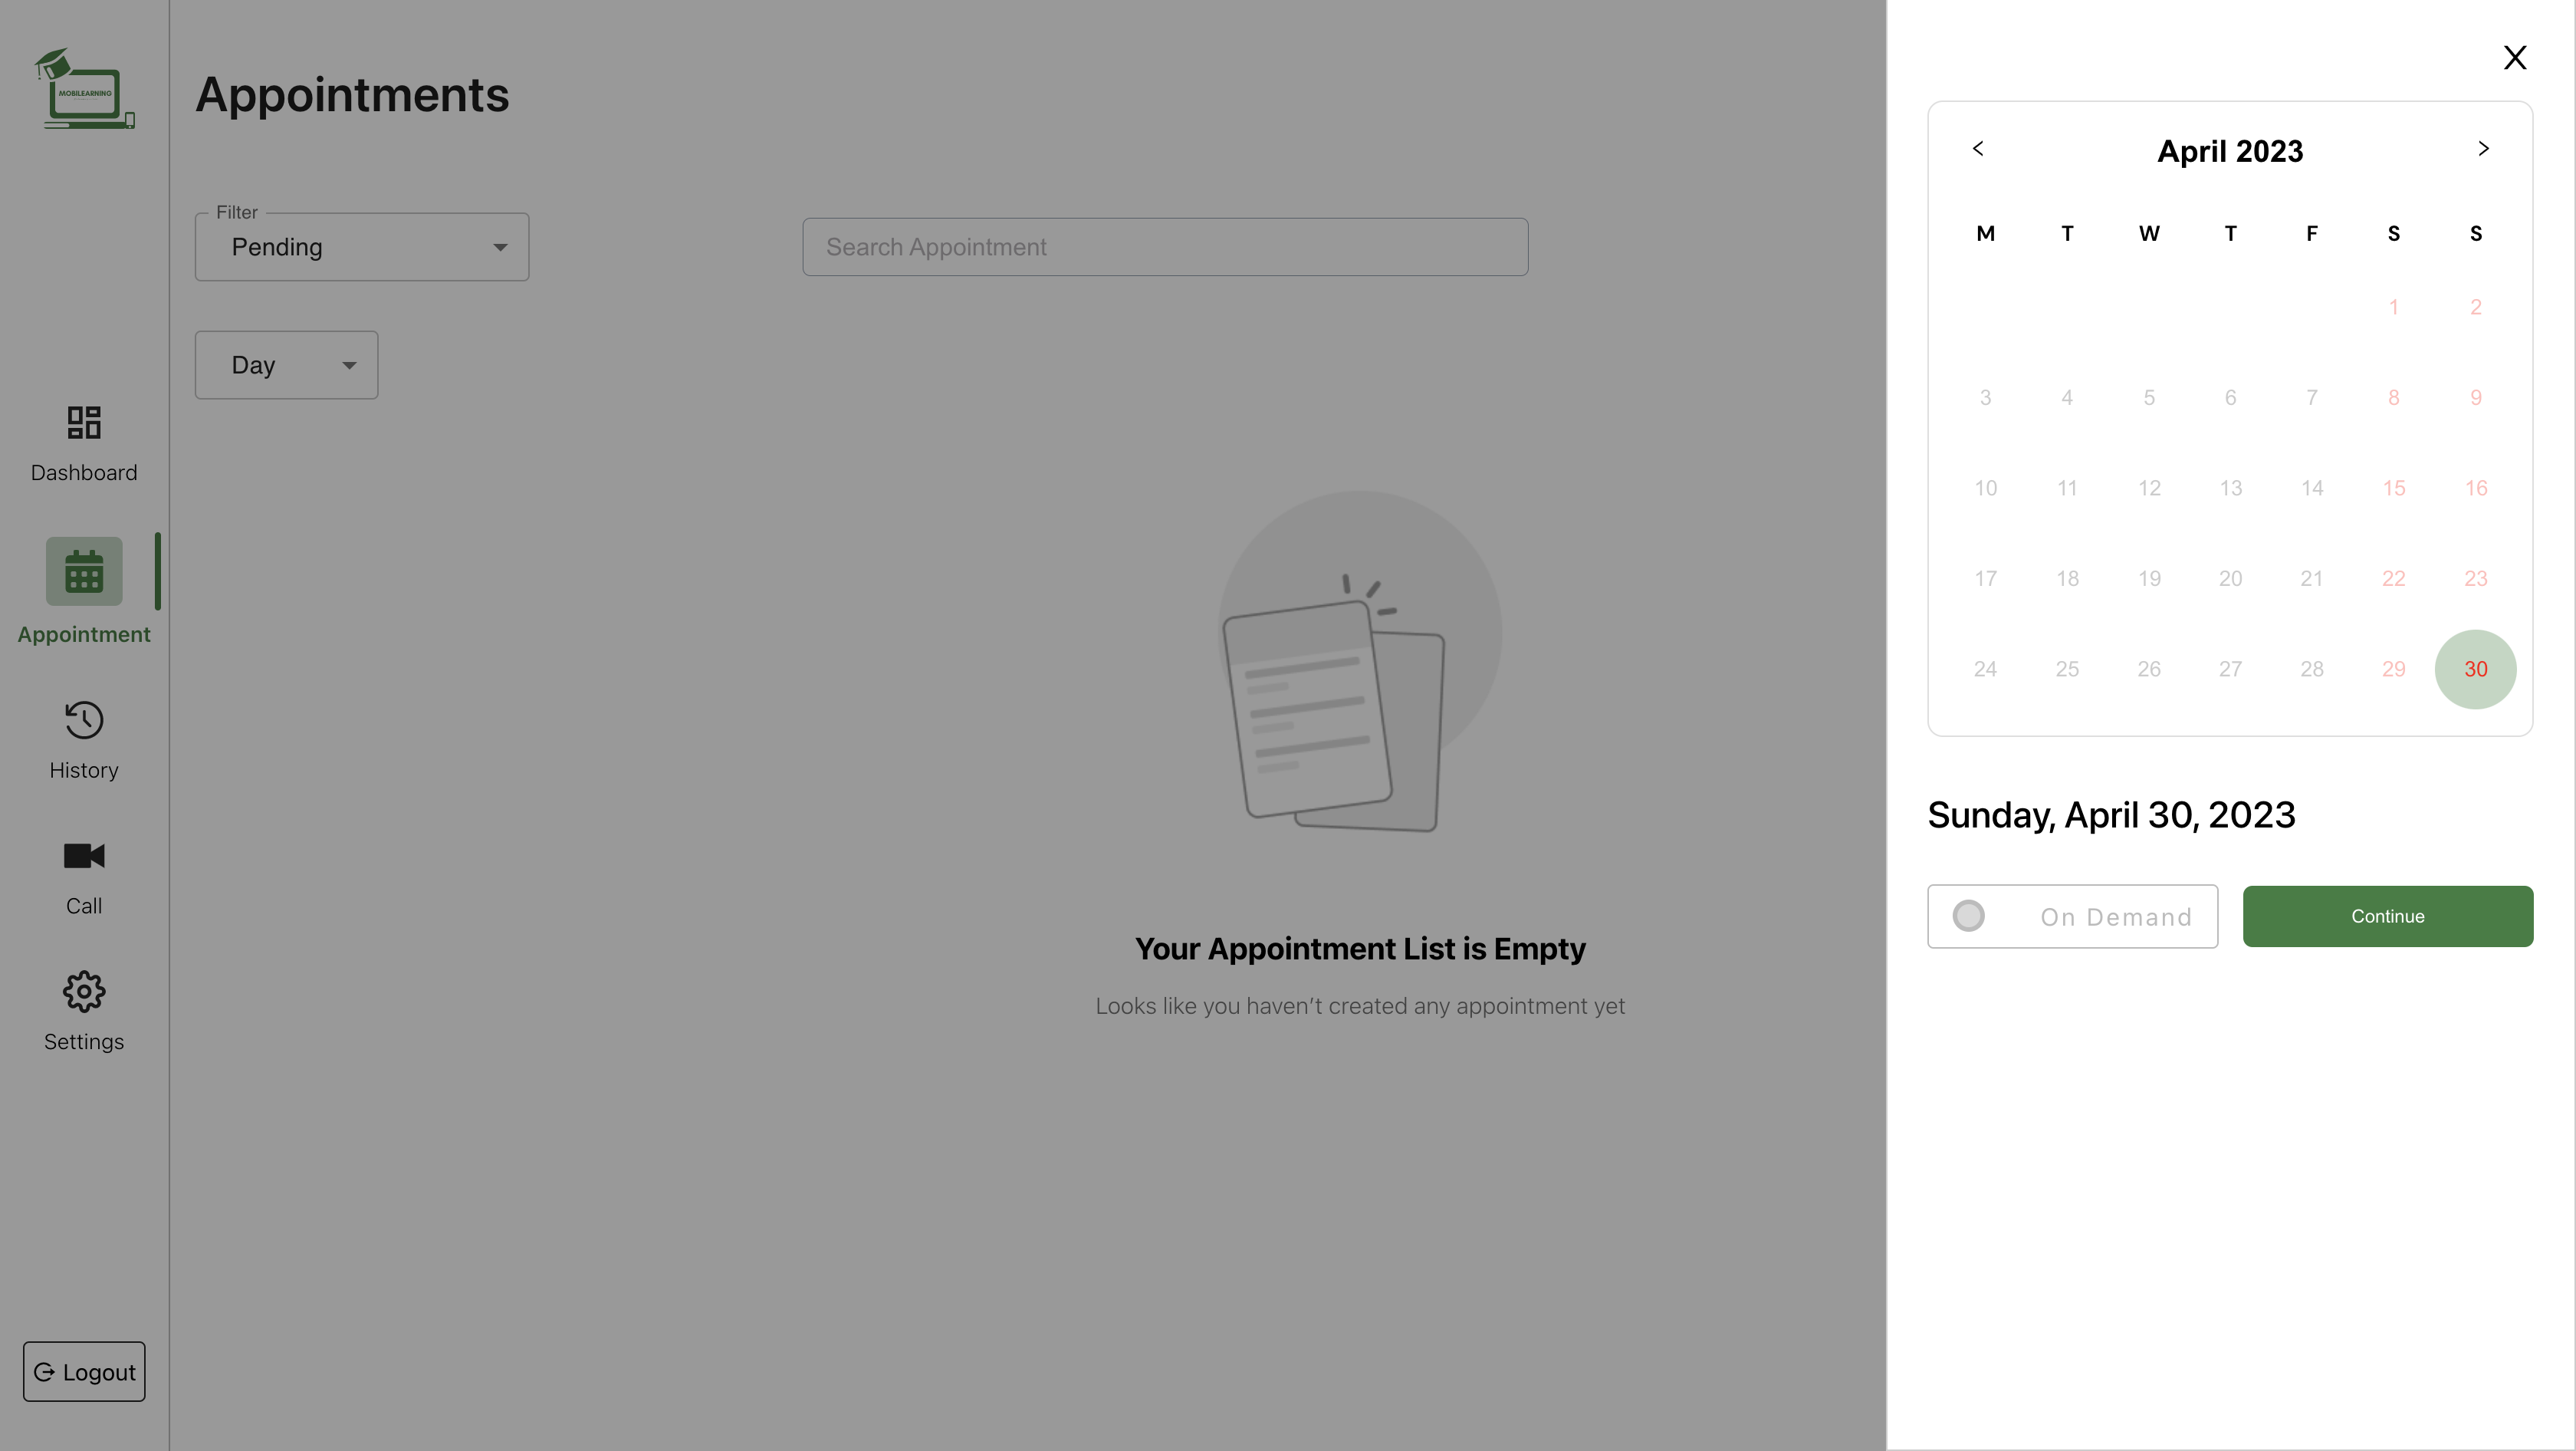 MOBILEARNING
Dashboard
Appointment
History
Call
Settings
Logout
Appointments
Filter
Pending
Search Appointment
Day
Your Appointment List is Empty
Looks like you haven't created any appointment yet
X
< April 2023 >
M T W T F S S
1 2
3 4 5 6 7 8 9
10 11 12 13 14 15 16
17 18 19 20 21 22 23
24 25 26 27 28 29 30
Sunday, April 30, 2023
On Demand
Continue